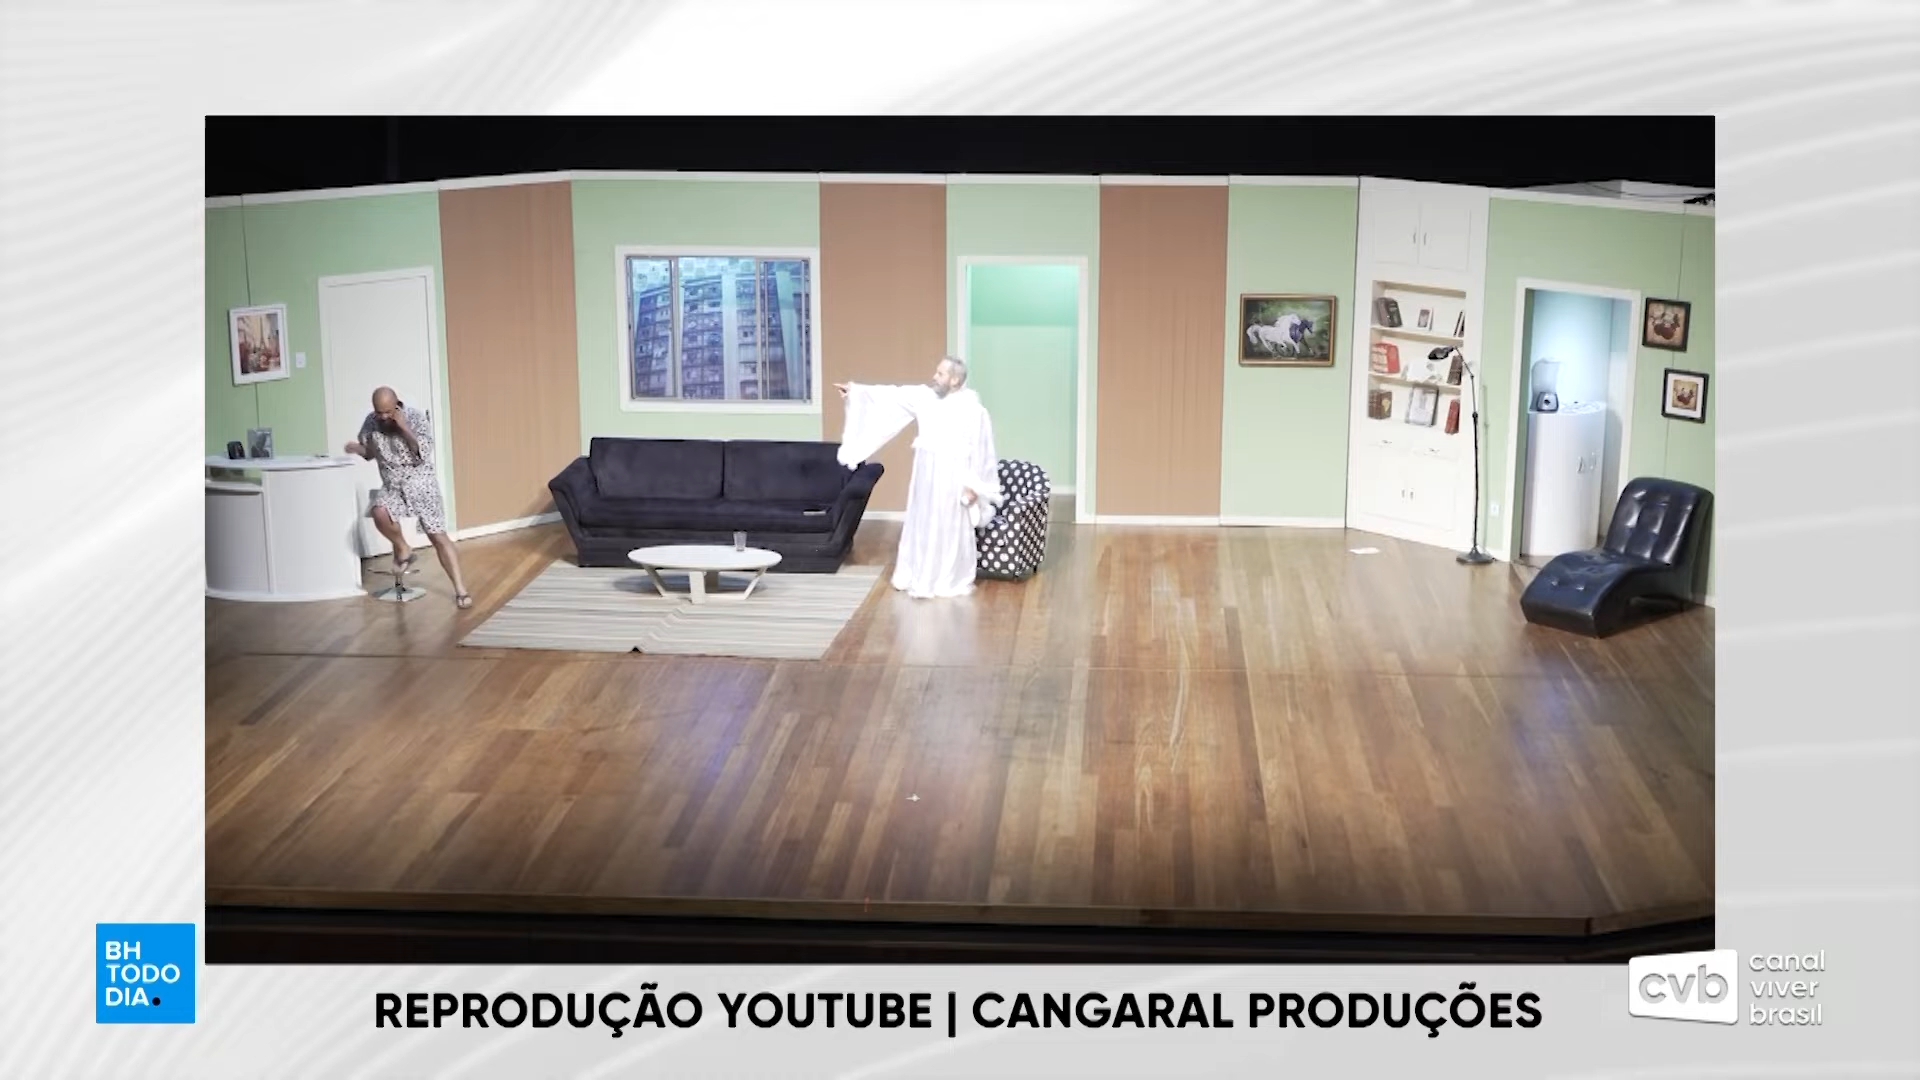 BH
TODO
DIA.
REPRODUÇÃO YOUTUBE | CANGARAL PRODUÇÕES
cvb
canal
viver
brasil